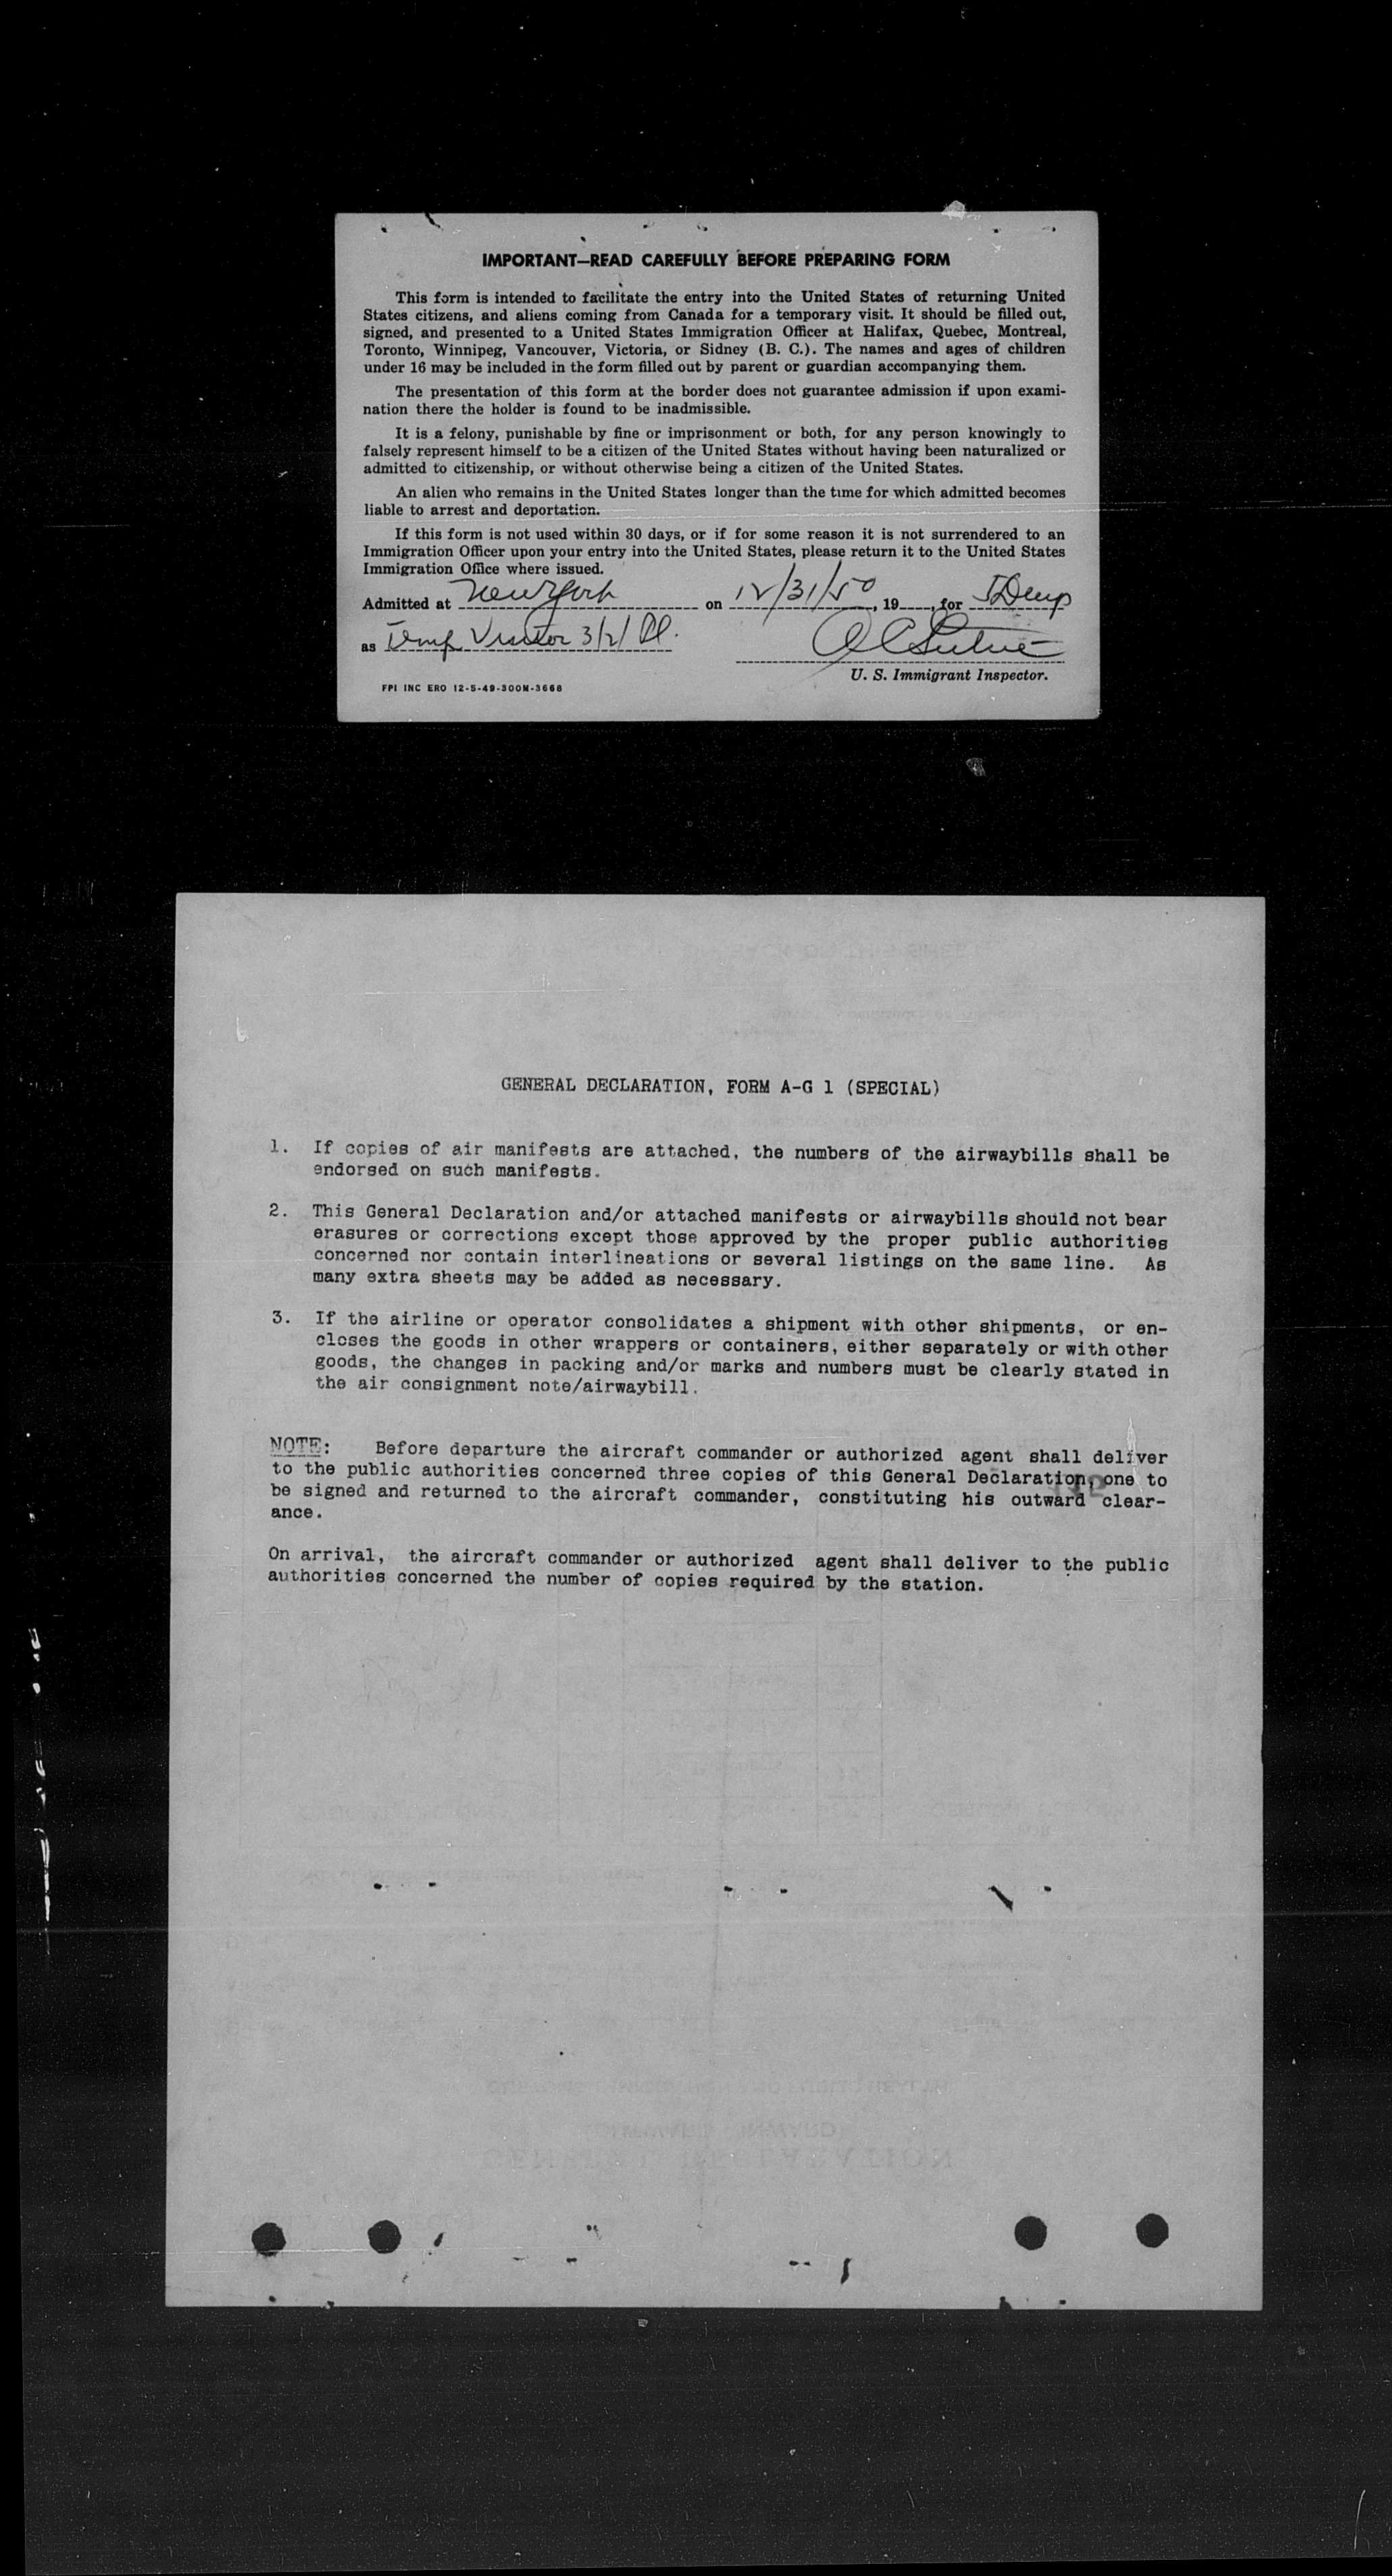 IMPORTANT—READ CAREFULLY BEFORE PREPARING FORM
This form is intended to facilitate the entry into the United States of returning United
States citizens, and aliens coming from Canada for a temporary visit. It should be filled out,
signed, and presented to a United States Immigration Officer at Halifax, Quebec, Montreal,
Toronto, Winnipeg, Vancouver, Victoria, or Sidney (B. C.). The names and ages of children
under 16 may be included in the form filled out by parent or guardian accompanying them.
The presentation of this form at the border does not guarantee admission if upon exami-
nation there the holder is found to be inadmissible.
It is a felony, punishable by fine or imprisonment or both, for any person knowingly to
falsely represent himself to be a citizen of the United States without having been naturalized or
admitted to citizenship, or without otherwise being a citizen of the United States.
An alien who remains in the United States longer than the time for which admitted becomes
liable to arrest and deportation.
If this form is not used within 30 days, or if for some reason it is not surrendered to an
Immigration Officer upon your entry into the United States, please return it to the United States
Immigration Office where issued.
Admitted at New York on 12/31/50, 19 , for
as Temp Visitor 3/2/
U. S. Immigrant Inspector.
FPI INC ERO 12-5-49-300M-3668
GENERAL DECLARATION, FORM A-G 1 (SPECIAL)
1. If copies of air manifests are attached, the numbers of the airwaybills shall be
endorsed on such manifests.
2. This General Declaration and/or attached manifests or airwaybills should not bear
erasures or corrections except those approved by the proper public authorities
concerned nor contain interlineations or several listings on the same line. As
many extra sheets may be added as necessary.
3. If the airline or operator consolidates a shipment with other shipments, or en-
closes the goods in other wrappers or containers, either separately or with other
goods, the changes in packing and/or marks and numbers must be clearly stated in
the air consignment note/airwaybill.
NOTE: Before departure the aircraft commander or authorized agent shall deliver
to the public authorities concerned three copies of this General Declaration, one to
be signed and returned to the aircraft commander, constituting his outward clear-
ance.
On arrival, the aircraft commander or authorized agent shall deliver to the public
authorities concerned the number of copies required by the station.